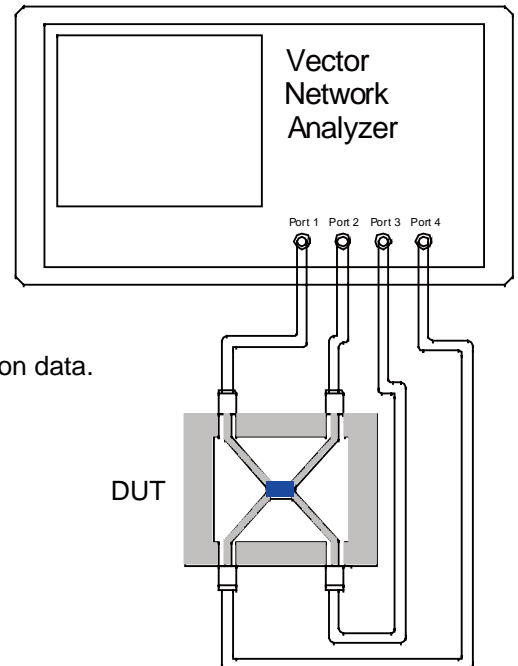 Vector
Network
Analyzer
Port 1 Port 2 Port 3 Port 4
on data.
DUT